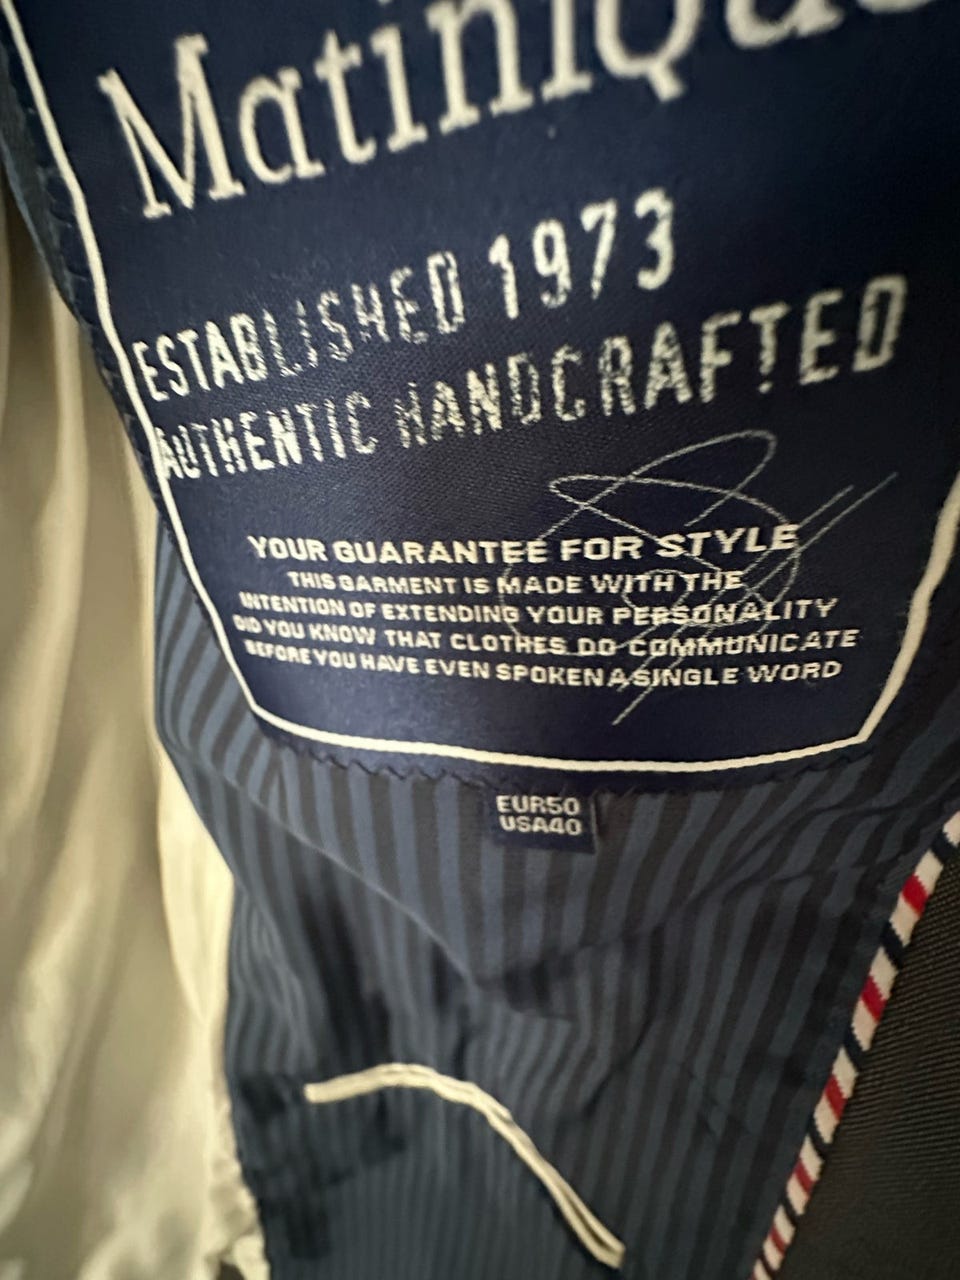 Matinique
ESTABLISHED 1973
AUTHENTIC HANDCRAFTED
YOUR GUARANTEE FOR STYLE
THIS GARMENT IS MADE WITH THE
INTENTION OF EXTENDING YOUR PERSONALITY
DID YOU KNOW THAT CLOTHES DO COMMUNICATE
BEFORE YOU HAVE EVEN SPOKEN A SINGLE WORD
EUR50
USA40